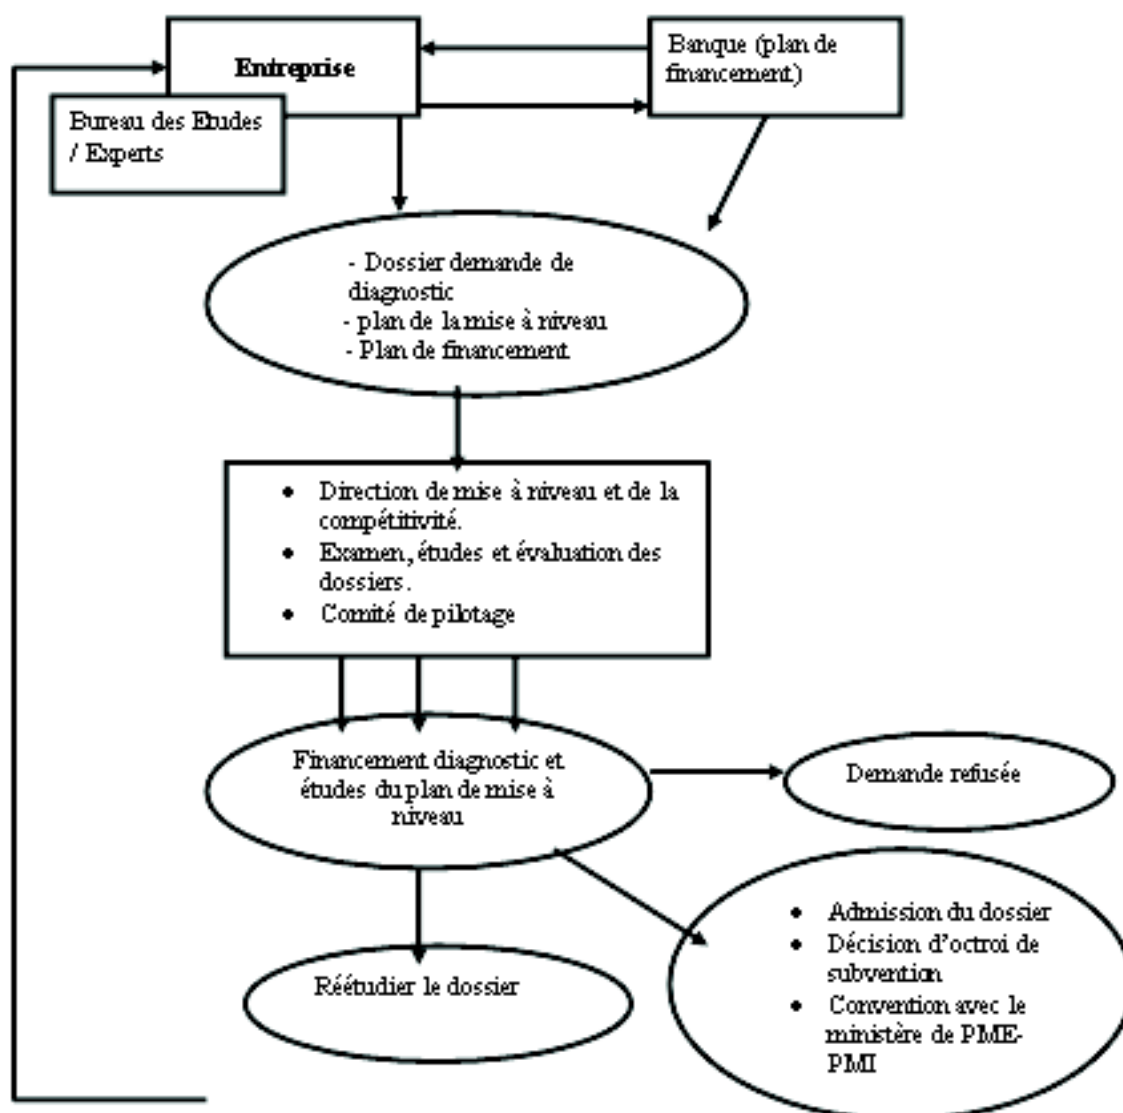 Entreprise
Banque (plan de
financement)
Bureau des Etudes
/ Experts
- Dossier demande de
diagnostic
- plan de la mise à niveau
- Plan de financement
• Direction de mise à niveau et de la
compétitivité.
• Examen, études et évaluation des
dossiers.
• Comité de pilotage
Financement diagnostic et
études du plan de mise à
niveau
Demande refusée
Réétudier le dossier
• Admission du dossier
• Décision d'octroi de
subvention
• Convention avec le
ministère de PME-
PMI